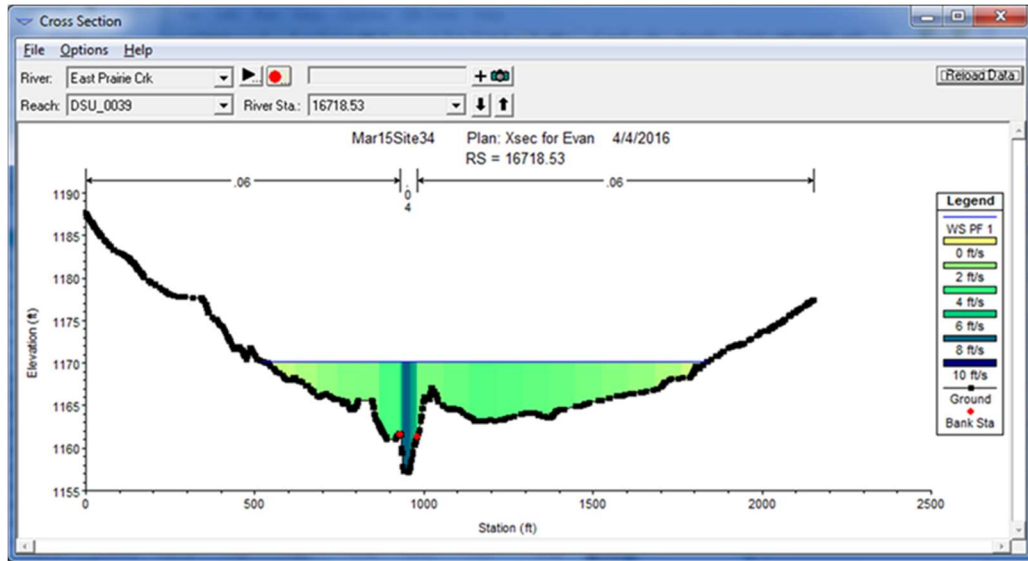 Cross Section
File Options Help
River: East Prairie Crk
Reload Data
Reach: DSU_0039 River Sta.: 16718.53
Mar15Site34 Plan: Xsec for Evan 4/4/2016
RS = 16718.53
.06 .04 .06
Elevation (ft)
1190
1185
1180
1175
1170
1165
1160
1155
0 500 1000 1500 2000 2500
Station (ft)
Legend
WS PF 1
0 ft/s
2 ft/s
4 ft/s
6 ft/s
8 ft/s
10 ft/s
Ground
Bank Sta